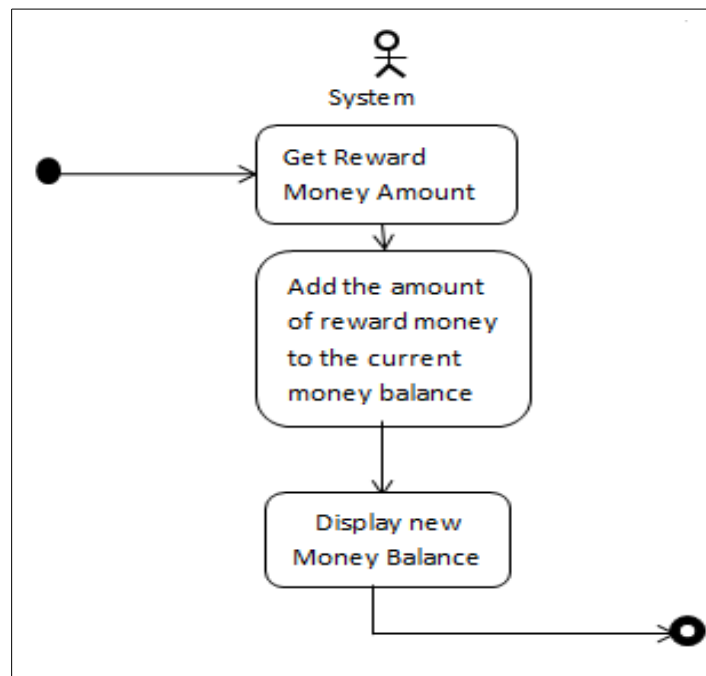 System
Get Reward
Money Amount
Add the amount
of reward money
to the current
money balance
Display new
Money Balance